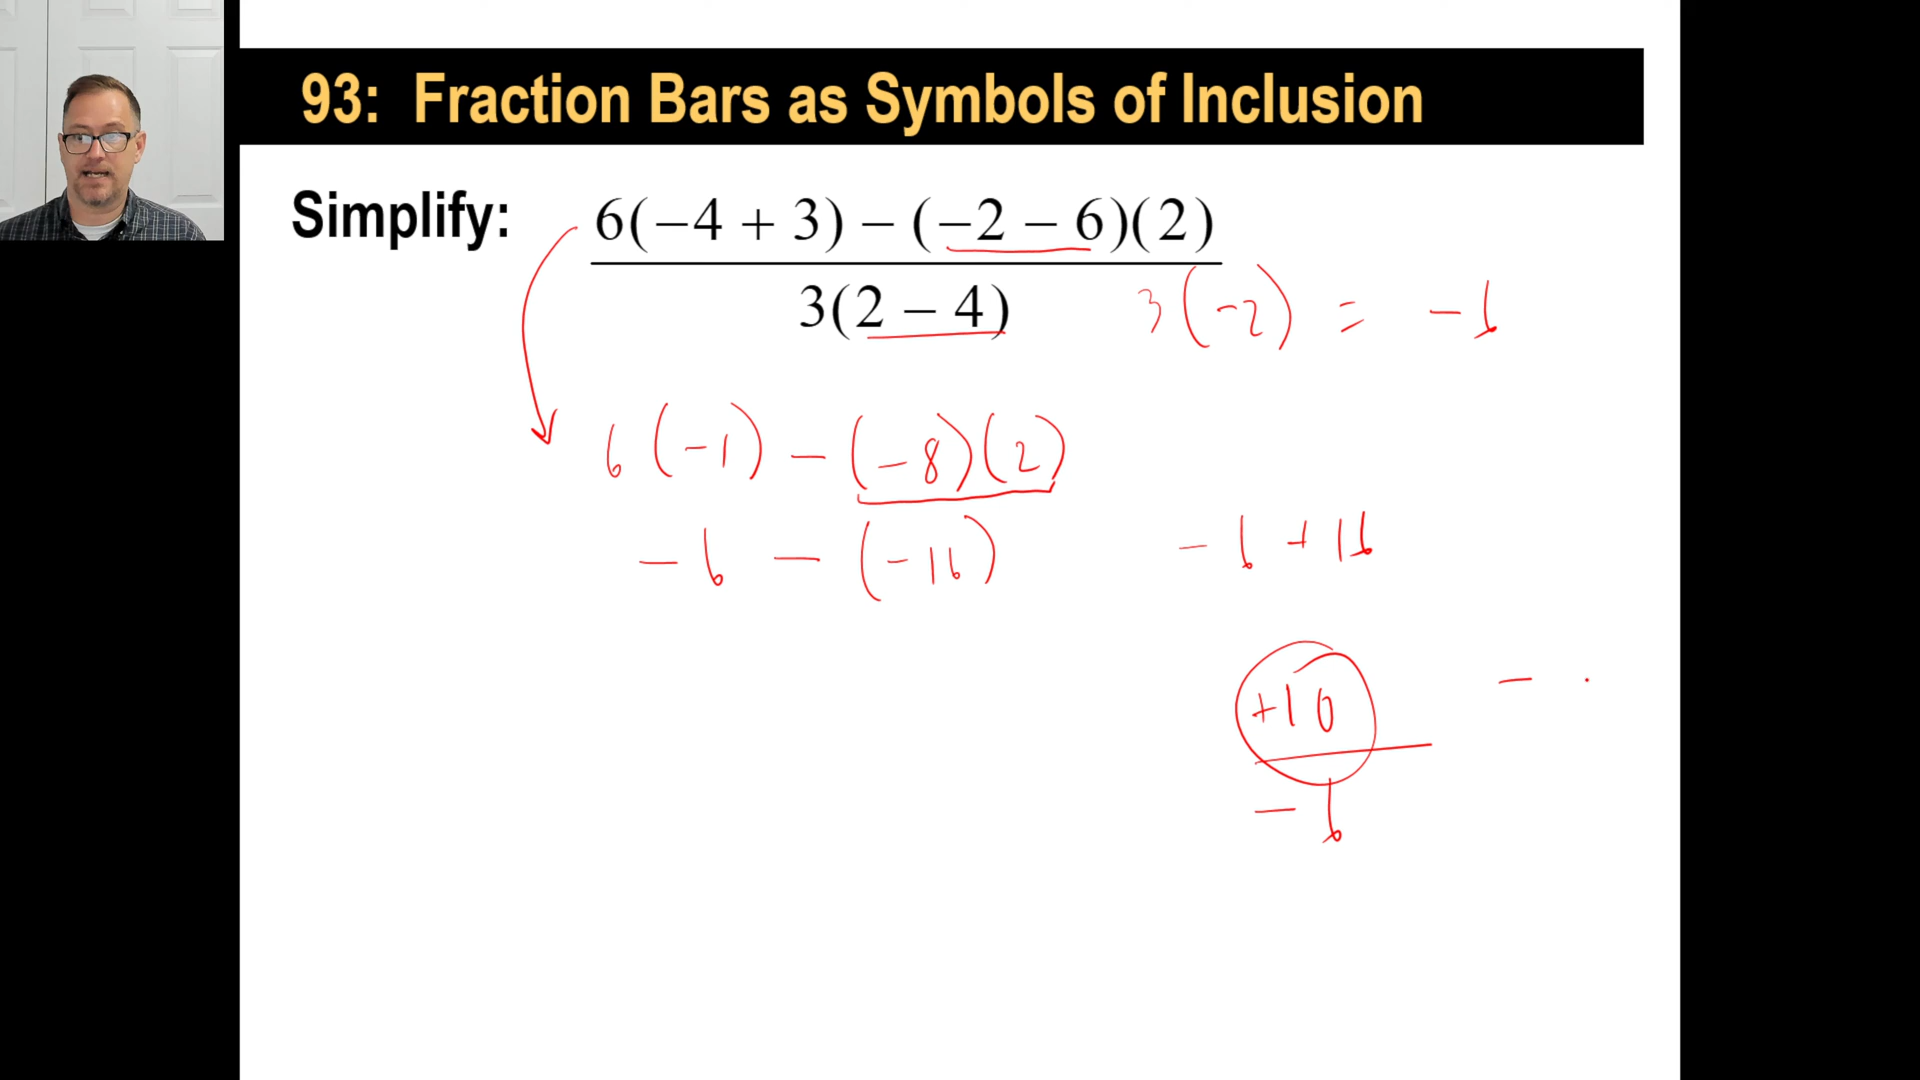 93: Fraction Bars as Symbols of Inclusion
Simplify:
6(−4 + 3) − (−2 − 6)(2)
3(2 − 4)
3(-2) = -6
6(-1) - (-8)(2)
-6 - (-16)
-6 + 16
+10
-6
-